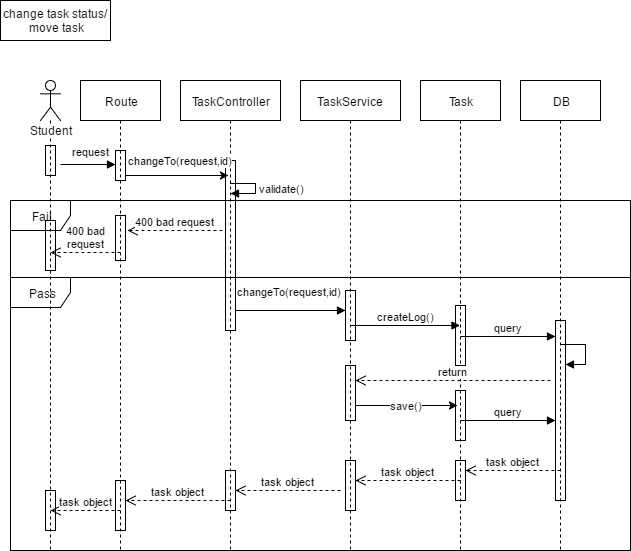 change task status/
move task
Student
Route
TaskController
TaskService
Task
DB
request
changeTo(request,id)
validate()
Fail
400 bad request
400 bad
request
Pass
changeTo(request,id)
createLog()
query
return
save()
query
task object
task object
task object
task object
task object